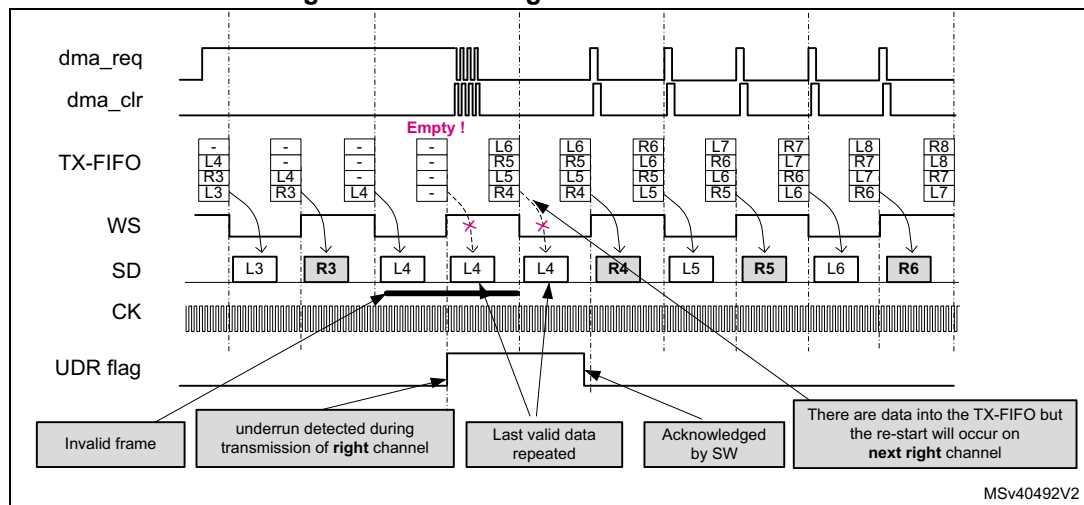 dma_req
dma_clr
Empty !
- - - - L6 L6 R6 L7 R7 L8 R8
TX-FIFO
L4 - - - R5 R5 L6 R6 L7 R7 L8
R3 L4 - - L5 L5 R5 L6 R6 L7 R7
L3 R3 L4 - R4 R4 L5 R5 L6 R6 L7
WS
SD L3 R3 L4 L4 L4 R4 L5 R5 L6 R6
CK
UDR flag
Invalid frame
underrun detected during
transmission of right channel
Last valid data
repeated
Acknowledged
by SW
There are data into the TX-FIFO but
the re-start will occur on
next right channel
MSv40492V2